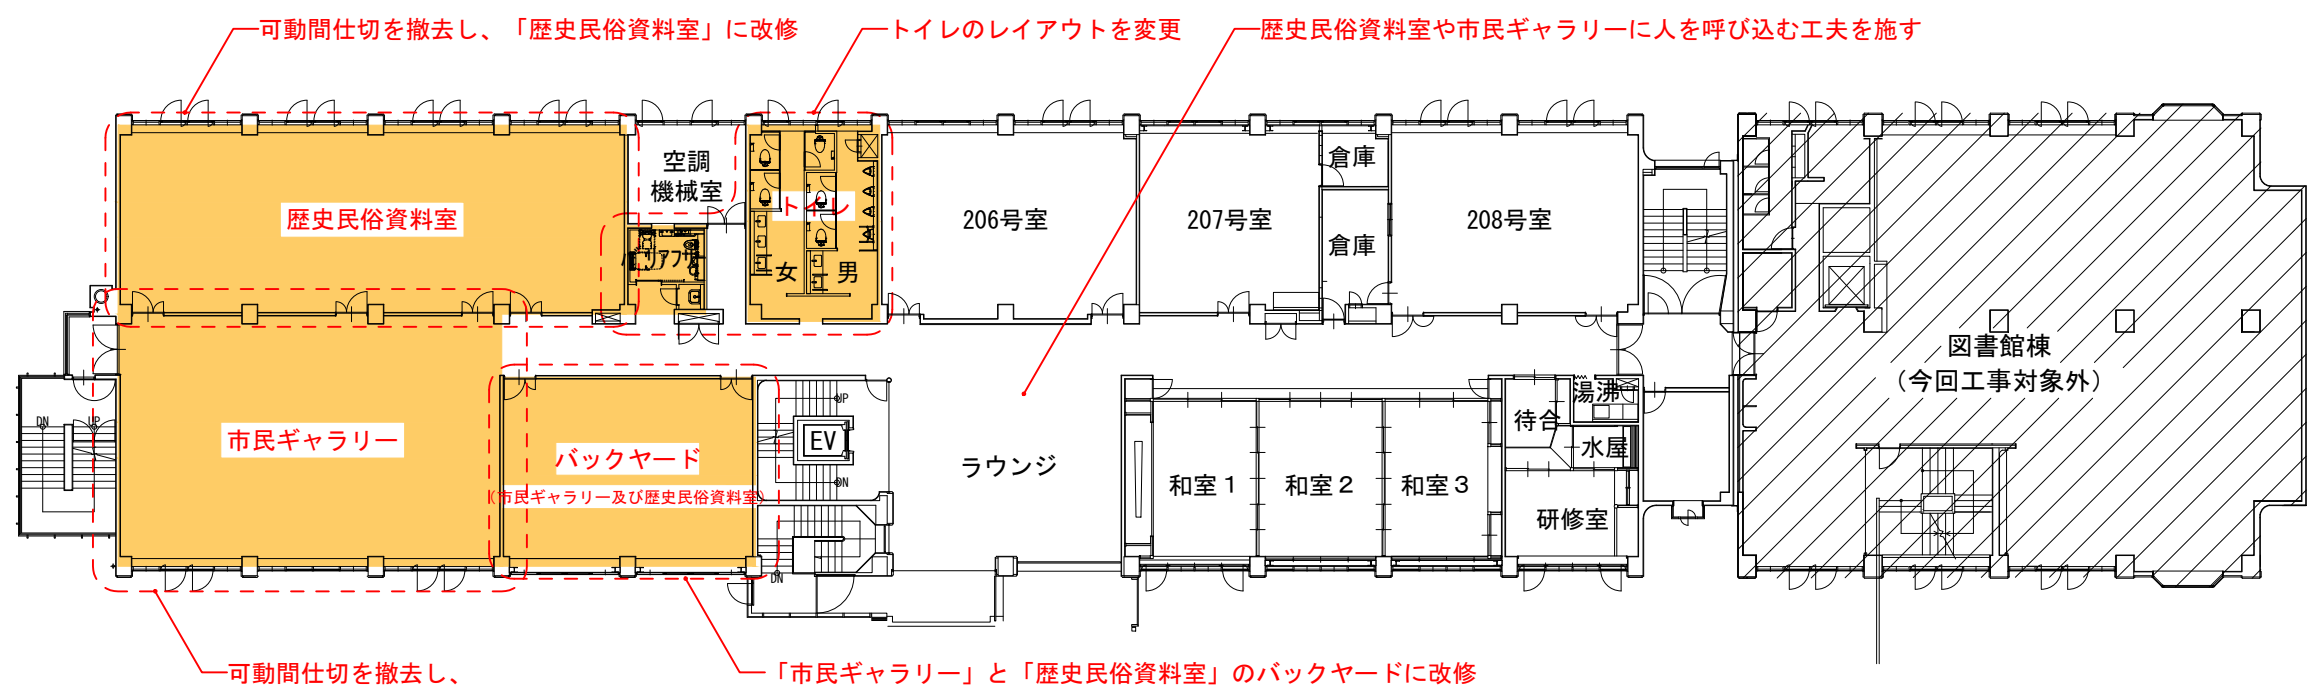 可動間仕切を撤去し、「歴史民俗資料室」に改修
トイレのレイアウトを変更
歴史民俗資料室や市民ギャラリーに人を呼び込む工夫を施す
空調
機械室
トイレ
歴史民俗資料室
女
男
206号室
207号室
倉庫
倉庫
208号室
図書館棟
（今回工事対象外）
DN
UP
市民ギャラリー
バックヤード
（市民ギャラリー及び歴史民俗資料室）
UP
EV
DN
DN
ラウンジ
和室１
和室２
和室３
待合
湯沸
水屋
研修室
可動間仕切を撤去し、
「市民ギャラリー」と「歴史民俗資料室」のバックヤードに改修